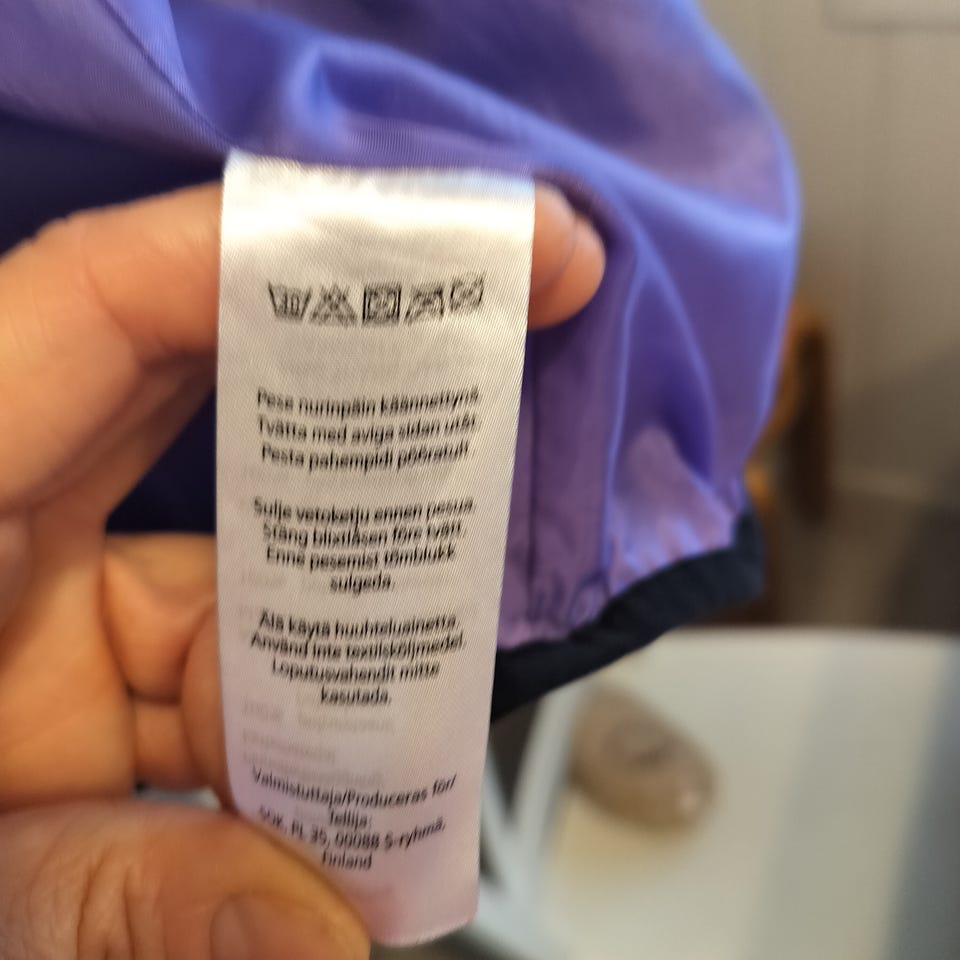 Pese nurinpäin käännettynä
Tvätta med aviga sidan utåt
Pesta pahempidi pööratult
Sulje vetoketju ennen pesua
Stäng blixtlåsen före tvätt
Enne pesemist tõmblukk
sulgeda.
Älä käytä huuhteluainetta
Använd inte textilsköljmedel
Loputusvahendit mitte
kasutada.
Valmistuttaja/Produceras för/
Tellija:
SOK, PL 35, 00088 S-ryhmä,
Finland